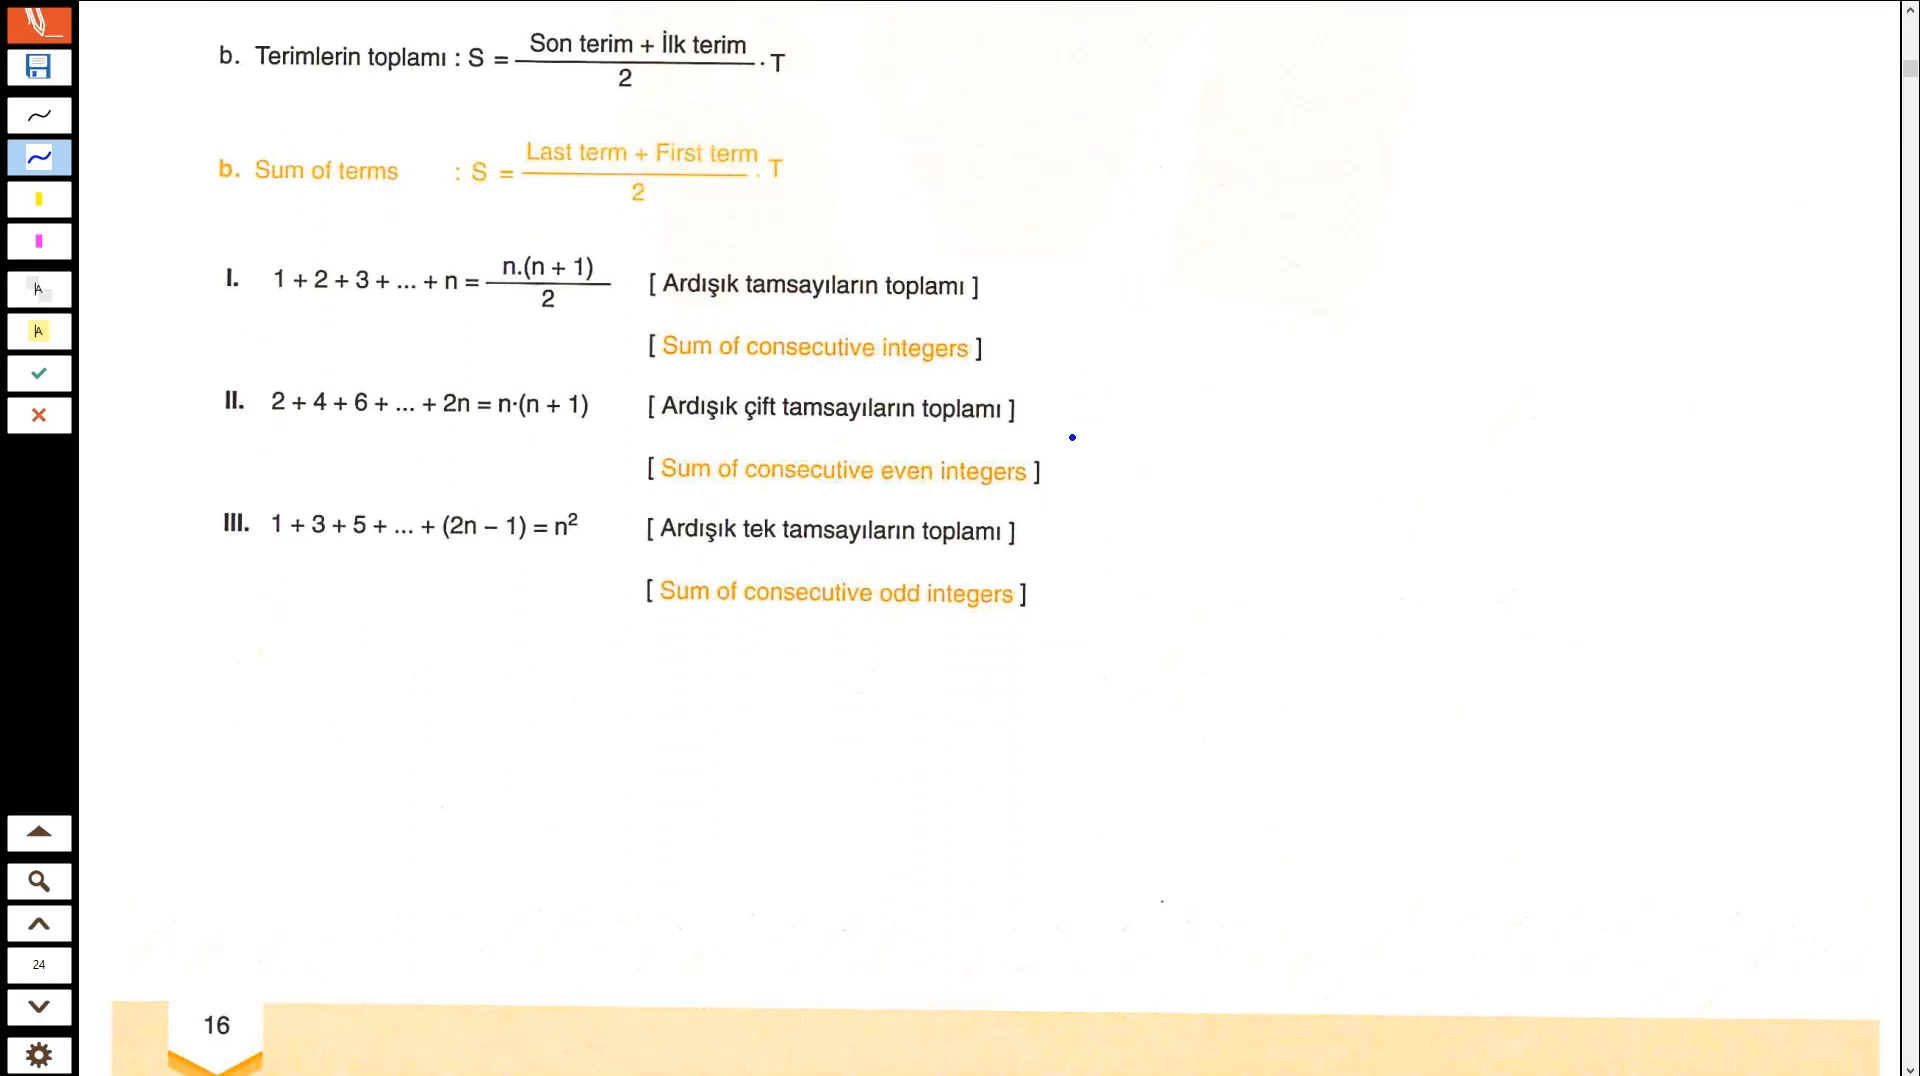 b. Terimlerin toplamı : S = (Son terim + İlk terim) / 2 · T
b. Sum of terms : S = (Last term + First term) / 2 . T
I. 1 + 2 + 3 + ... + n = n.(n + 1) / 2 [ Ardışık tamsayıların toplamı ]
[ Sum of consecutive integers ]
II. 2 + 4 + 6 + ... + 2n = n·(n + 1) [ Ardışık çift tamsayıların toplamı ]
[ Sum of consecutive even integers ]
III. 1 + 3 + 5 + ... + (2n − 1) = n² [ Ardışık tek tamsayıların toplamı ]
[ Sum of consecutive odd integers ]
A
A
24
16